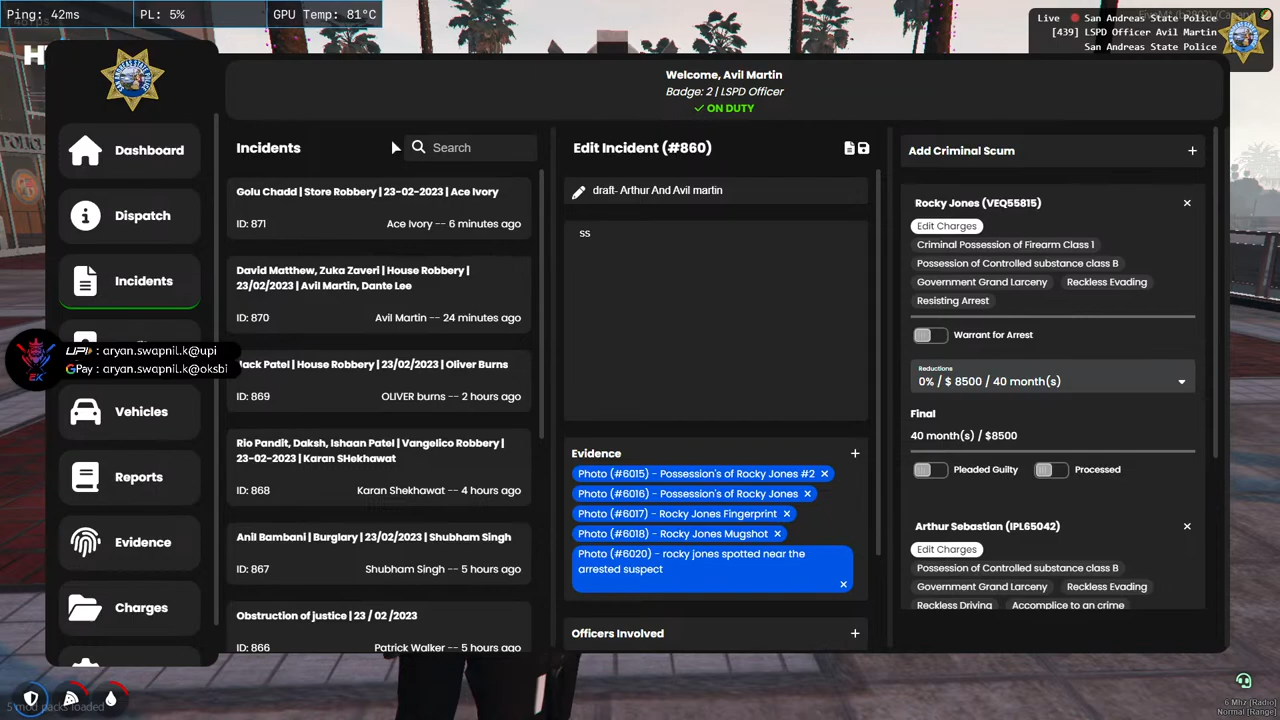 Ping: 42ms
PL: 5%
GPU Temp: 81°C
Live San Andreas State Police
[439] LSPD Officer Avil Martin
San Andreas State Police
Welcome, Avil Martin
Badge: 2 | LSPD Officer
ON DUTY
Dashboard
Dispatch
Incidents
UPI : aryan.swapnil.k@upi
GPay : aryan.swapnil.k@oksbi
Vehicles
Reports
Evidence
Charges
Incidents
Search
Golu Chadd | Store Robbery | 23-02-2023 | Ace Ivory
ID: 871
Ace Ivory -- 6 minutes ago
David Matthew, Zuka Zaveri | House Robbery |
23/02/2023 | Avil Martin, Dante Lee
ID: 870
Avil Martin -- 24 minutes ago
Jack Patel | House Robbery | 23/02/2023 | Oliver Burns
ID: 869
OLIVER burns -- 2 hours ago
Rio Pandit, Daksh, Ishaan Patel | Vangelico Robbery |
23-02-2023 | Karan SHekhawat
ID: 868
Karan Shekhawat -- 4 hours ago
Anil Bambani | Burglary | 23/02/2023 | Shubham Singh
ID: 867
Shubham Singh -- 5 hours ago
Obstruction of justice | 23 / 02 /2023
ID: 866
Patrick Walker -- 5 hours ago
Edit Incident (#860)
draft- Arthur And Avil martin
ss
Evidence
Photo (#6015) - Possession's of Rocky Jones #2
Photo (#6016) - Possession's of Rocky Jones
Photo (#6017) - Rocky Jones Fingerprint
Photo (#6018) - Rocky Jones Mugshot
Photo (#6020) - rocky jones spotted near the
arrested suspect
Officers Involved
Add Criminal Scum
Rocky Jones (VEQ55815)
Edit Charges
Criminal Possession of Firearm Class 1
Possession of Controlled substance class B
Government Grand Larceny
Reckless Evading
Resisting Arrest
Warrant for Arrest
Reductions
0% / $ 8500 / 40 month(s)
Final
40 month(s) / $8500
Pleaded Guilty
Processed
Arthur Sebastian (IPL65042)
Edit Charges
Possession of Controlled substance class B
Government Grand Larceny
Reckless Evading
Reckless Driving
Accomplice to an crime
5 mod packs loaded
6 Mhz (Radio)
Normal [Range]